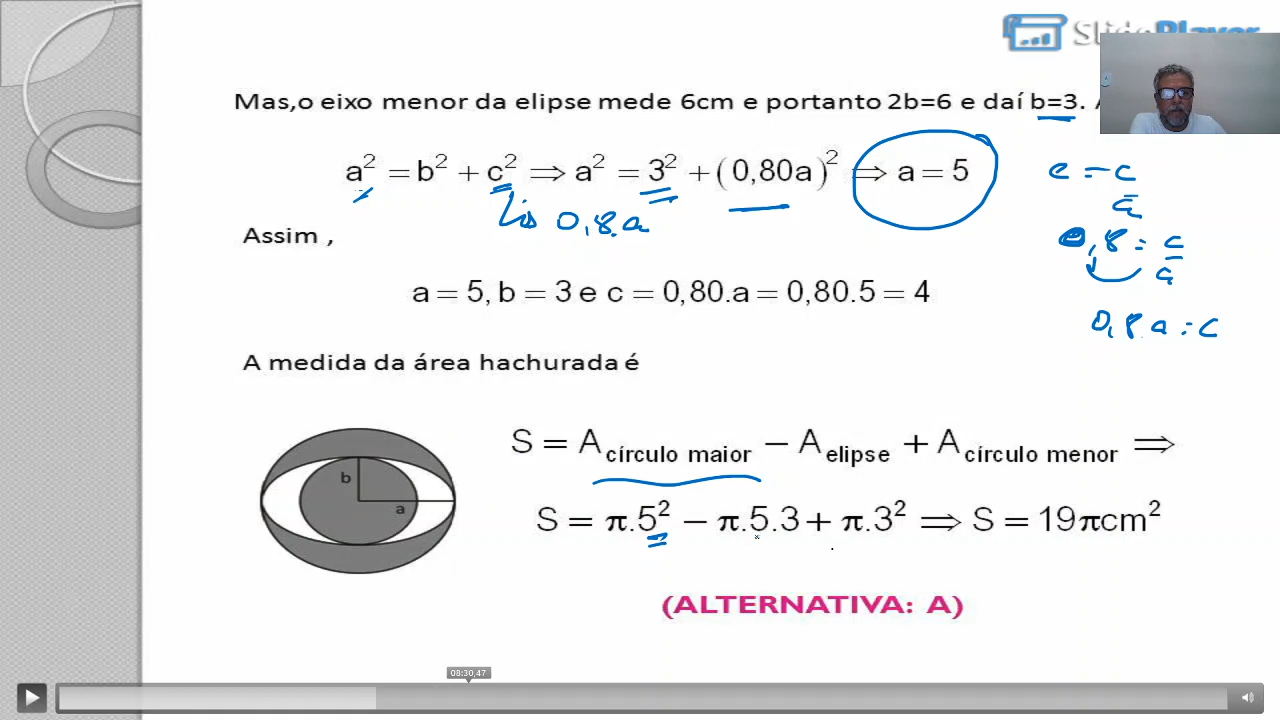 Mas,o eixo menor da elipse mede 6cm e portanto 2b=6 e daí b=3.
a² = b² + c² ⇒ a² = 3² + (0,80a)² ⇒ a = 5
e = c/a
↳ 0,8.a
Assim ,
0,8 = c/a
a = 5, b = 3 e c = 0,80.a = 0,80.5 = 4
0,8.a = c
A medida da área hachurada é
S = A círculo maior − A elipse + A círculo menor ⇒
b
a
S = π.5² − π.5.3 + π.3² ⇒ S = 19πcm²
(ALTERNATIVA: A)
08:30,47